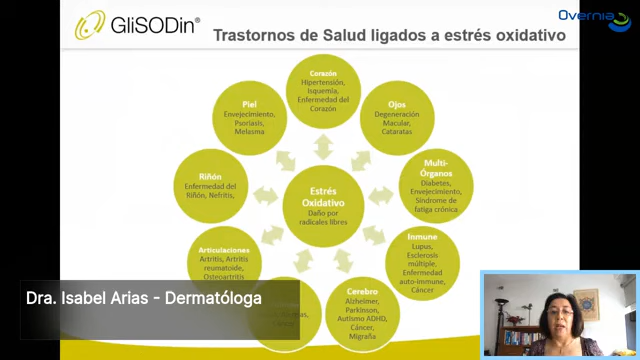 GliSODin®
Overnia
Trastornos de Salud ligados a estrés oxidativo
Corazón
Hipertensión,
Isquemia,
Enfermedad del
Corazón
Ojos
Degeneración
Macular,
Cataratas
Multi-
Órganos
Diabetes,
Envejecimiento,
Síndrome de
fatiga crónica
Inmune
Lupus,
Esclerosis
múltiple,
Enfermedad
auto-inmune,
Cáncer
Cerebro
Alzheimer,
Parkinson,
Autismo ADHD,
Cáncer,
Migraña
Articulaciones
Actritis, Artritis
reumatoide,
Osteoartritis
Riñón
Enfermedad del
Riñón, Nefritis,
Piel
Envejecimiento,
Psoriasis,
Melasma
Estrés
Oxidativo
Daño por
radicales libres
Dra. Isabel Arias - Dermatóloga